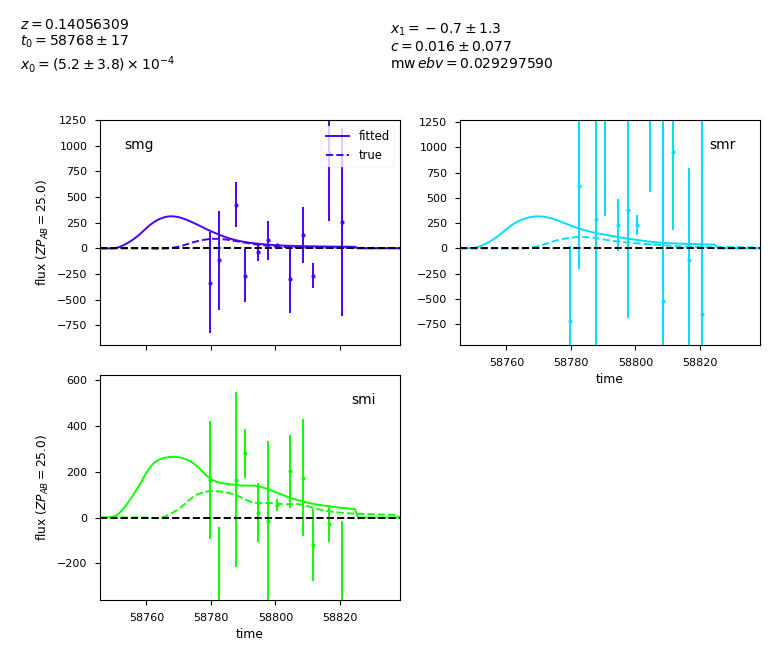 z = 0.14056309
t₀ = 58768 ± 17
x₀ = (5.2 ± 3.8) × 10⁻⁴
x₁ = −0.7 ± 1.3
c = 0.016 ± 0.077
mw ebv = 0.029297590
1250
1000
750
500
250
0
−250
−500
−750
flux (ZP_AB = 25.0)
smg
fitted
true
1250
1000
750
500
250
0
−250
−500
−750
smr
58760 58780 58800 58820
time
600
400
200
0
−200
flux (ZP_AB = 25.0)
smi
58760 58780 58800 58820
time